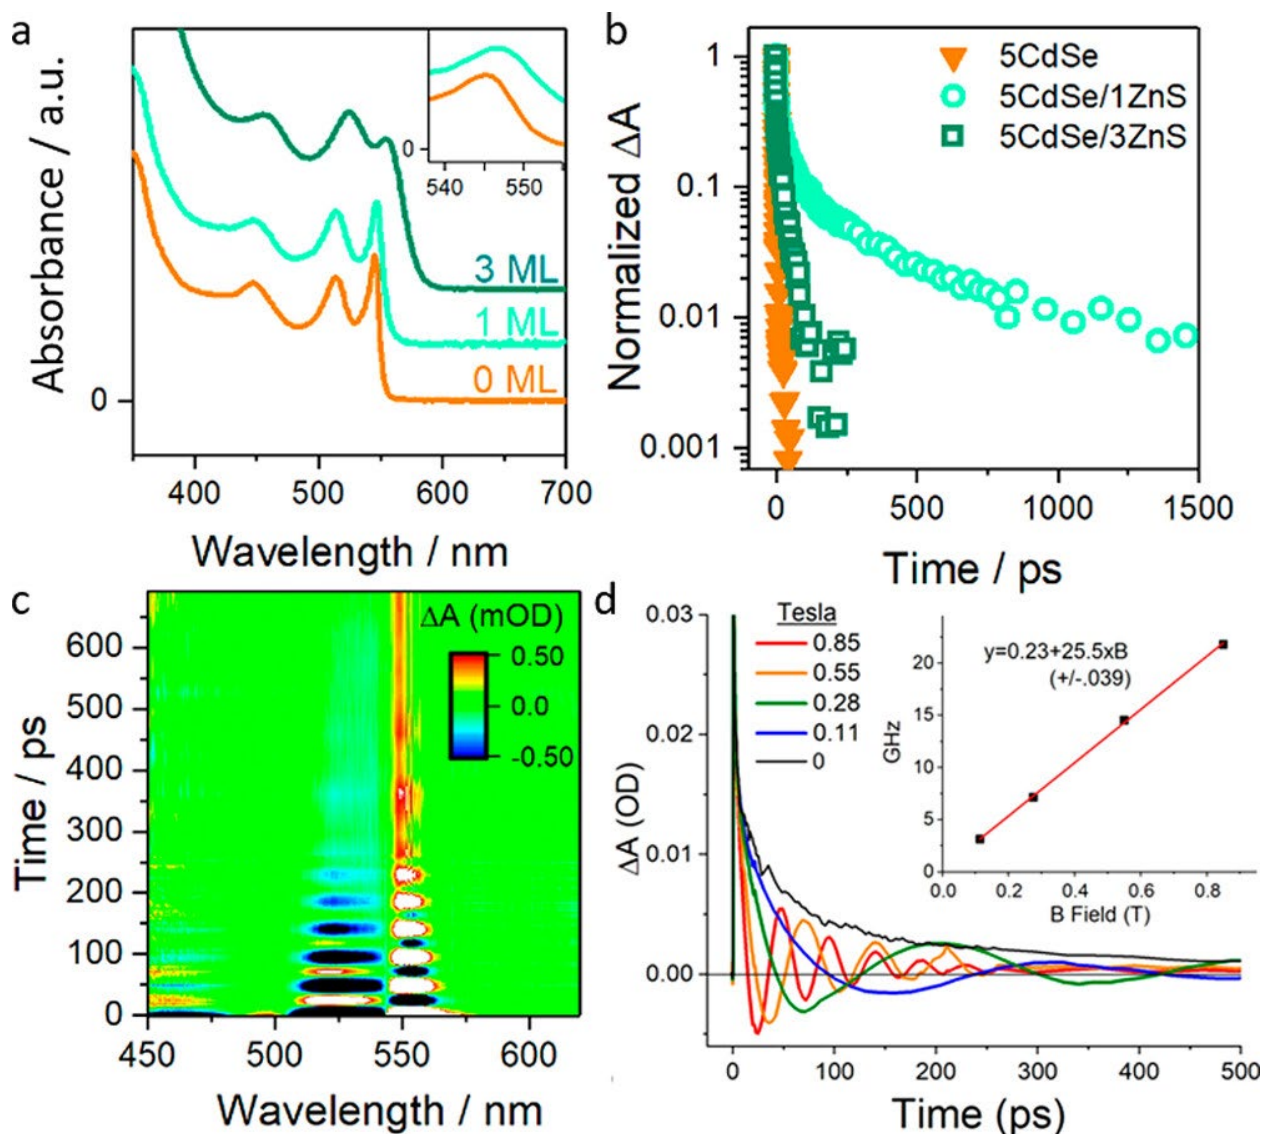 a
Absorbance / a.u.
0
0
540 550
3 ML
1 ML
0 ML
400 500 600 700
Wavelength / nm
b
Normalized ΔA
1
0.1
0.01
0.001
5CdSe
5CdSe/1ZnS
5CdSe/3ZnS
0 500 1000 1500
Time / ps
c
Time / ps
600
500
400
300
200
100
0
ΔA (mOD)
0.50
0.0
-0.50
450 500 550 600
Wavelength / nm
d
ΔA (OD)
0.03
0.02
0.01
0.00
Tesla
0.85
0.55
0.28
0.11
0
y=0.23+25.5xB
(+/-.039)
GHz
20
15
10
5
0
0.0 0.2 0.4 0.6 0.8
B Field (T)
0 100 200 300 400 500
Time (ps)